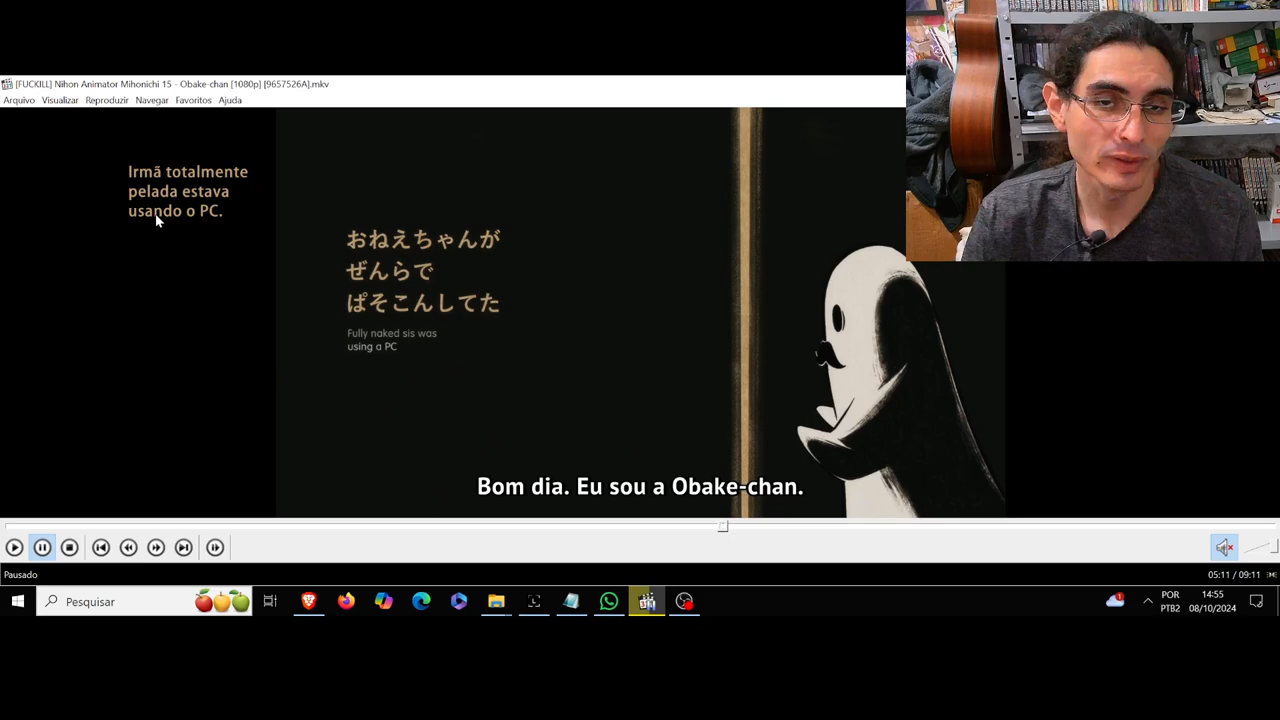 [FUCKILL] Nihon Animator Mihonichi 15 - Obake-chan [1080p] [9657526A].mkv
Arquivo Visualizar Reproduzir Navegar Favoritos Ajuda
Irmã totalmente
pelada estava
usando o PC.
おねえちゃんが
ぜんらで
ぱそこんしてた
Fully naked sis was
using a PC
Bom dia. Eu sou a Obake-chan.
Pausado
05:11 / 09:11
Pesquisar
1
POR
PTB2
14:55
08/10/2024